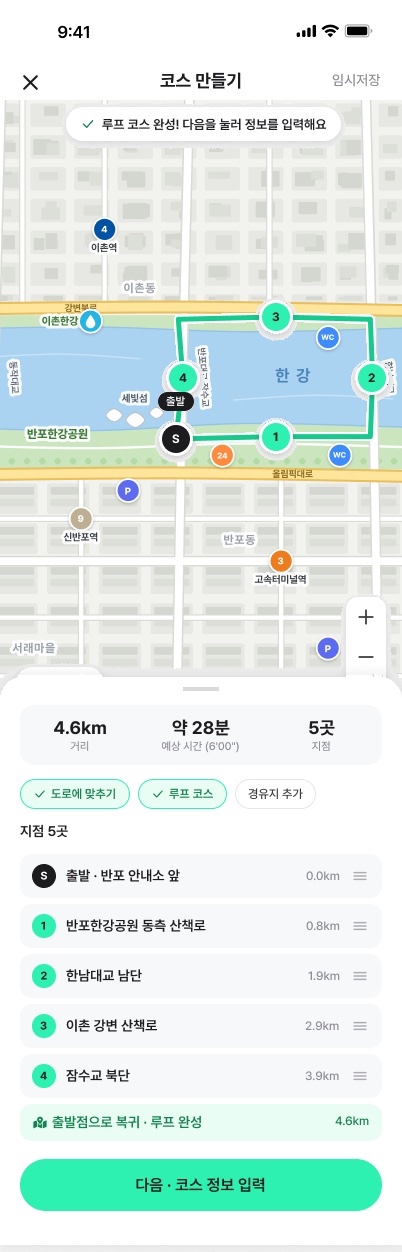 9:41
코스 만들기
임시저장
루프 코스 완성! 다음을 눌러 정보를 입력해요
4
이촌역
이촌동
강변북로
이촌한강
3
WC
동작대교
4
한강
2
세빛섬
출발
반포한강공원
S
1
24
WC
올림픽대로
P
9
신반포역
반포동
3
고속터미널역
서래마을
P
4.6km
약 28분
5곳
거리
예상 시간 (6'00")
지점
도로에 맞추기
루프 코스
경유지 추가
지점 5곳
S 출발 · 반포 안내소 앞 0.0km
1 반포한강공원 동측 산책로 0.8km
2 한남대교 남단 1.9km
3 이촌 강변 산책로 2.9km
4 잠수교 북단 3.9km
출발점으로 복귀 · 루프 완성 4.6km
다음 · 코스 정보 입력